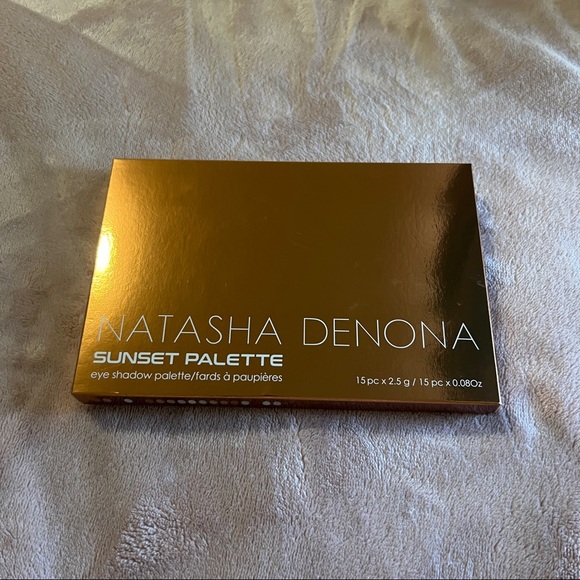 NATASHA DENONA
SUNSET PALETTE
eye shadow palette/fards à paupières
15 pc x 2.5 g / 15 pc x 0.08Oz